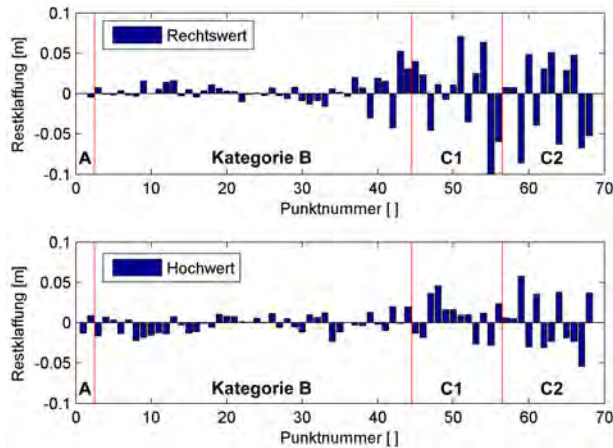 0.1
0.05
0
-0.05
-0.1
Restklaffung [m]
Rechtswert
A
Kategorie B
C1
C2
0 10 20 30 40 50 60 70
Punktnummer [ ]
0.1
0.05
0
-0.05
-0.1
Restklaffung [m]
Hochwert
A
Kategorie B
C1
C2
0 10 20 30 40 50 60 70
Punktnummer [ ]